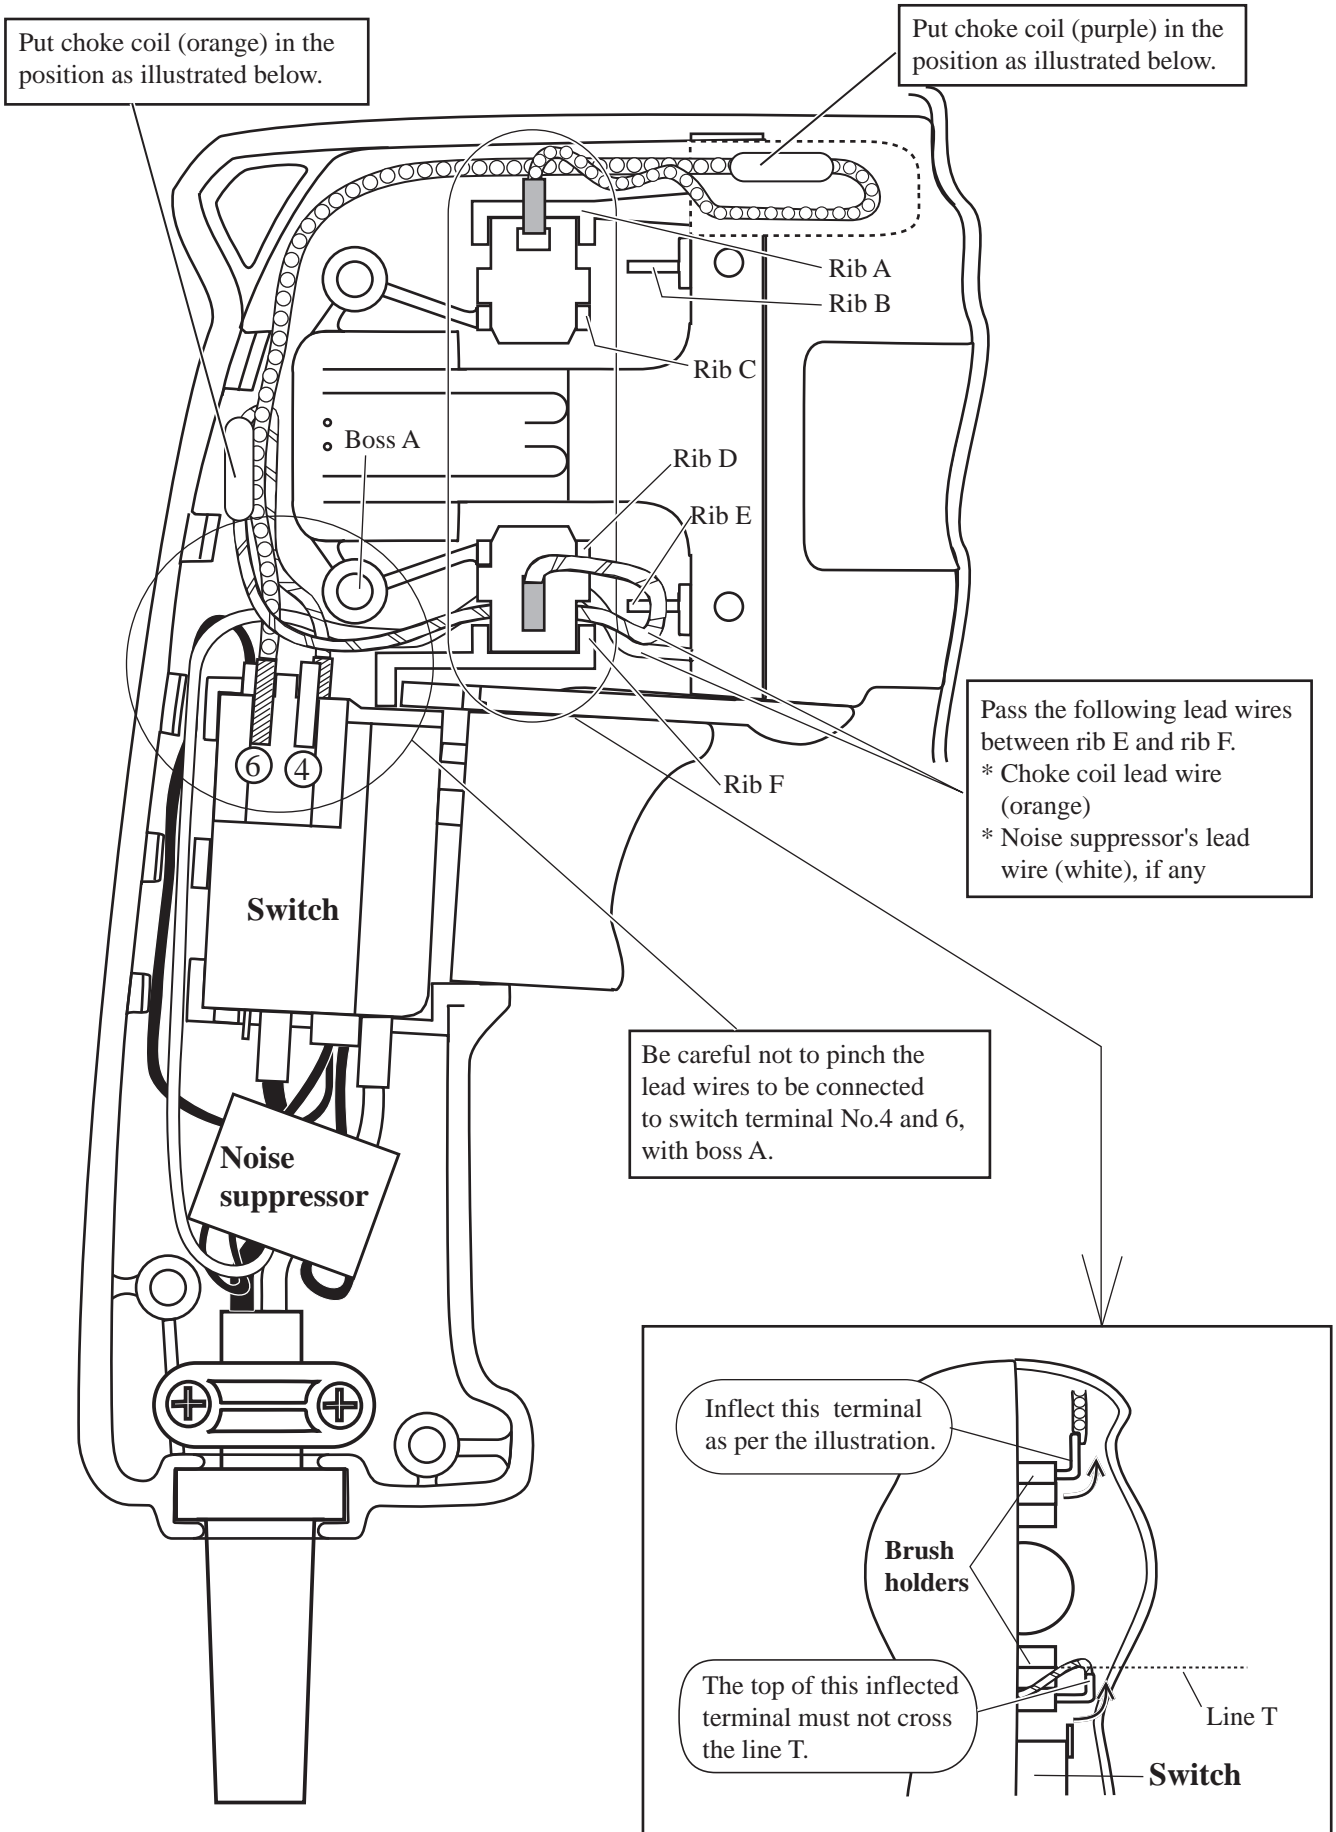 Put choke coil (orange) in the
position as illustrated below.
Put choke coil (purple) in the
position as illustrated below.
Rib A
Rib B
Rib C
Boss A
Rib D
Rib E
Pass the following lead wires
between rib E and rib F.
* Choke coil lead wire
(orange)
* Noise suppressor's lead
wire (white), if any
6
4
Rib F
Switch
Be careful not to pinch the
lead wires to be connected
to switch terminal No.4 and 6,
with boss A.
Noise
suppressor
Inflect this terminal
as per the illustration.
Brush
holders
The top of this inflected
terminal must not cross
the line T.
Line T
Switch